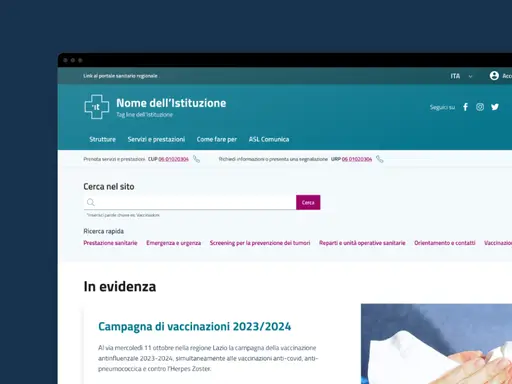 Link al portale sanitario regionale
ITA
Acce
.it
Nome dell'Istituzione
Tag line dell'Istituzione
Seguici su
Strutture Servizi e prestazioni Come fare per ASL Comunica
Prenota servizi e prestazioni CUP 06 01020304
Richiedi informazioni o presenta una segnalazione URP 06 01020304
Cerca nel sito
Cerca
*Inserisci parole chiave es. Vaccinazioni
Ricerca rapida
Prestazione sanitarie Emergenza e urgenza Screening per la prevenzione dei tumori Reparti e unità operative sanitarie Orientamento e contatti Vaccinazion
In evidenza
Campagna di vaccinazioni 2023/2024
Al via mercoledì 11 ottobre nella regione Lazio la campagna della vaccinazione
antinfluenzale 2023-2024, simultaneamente alle vaccinazioni anti-covid, anti-
pneumococcica e contro l'Herpes Zoster.